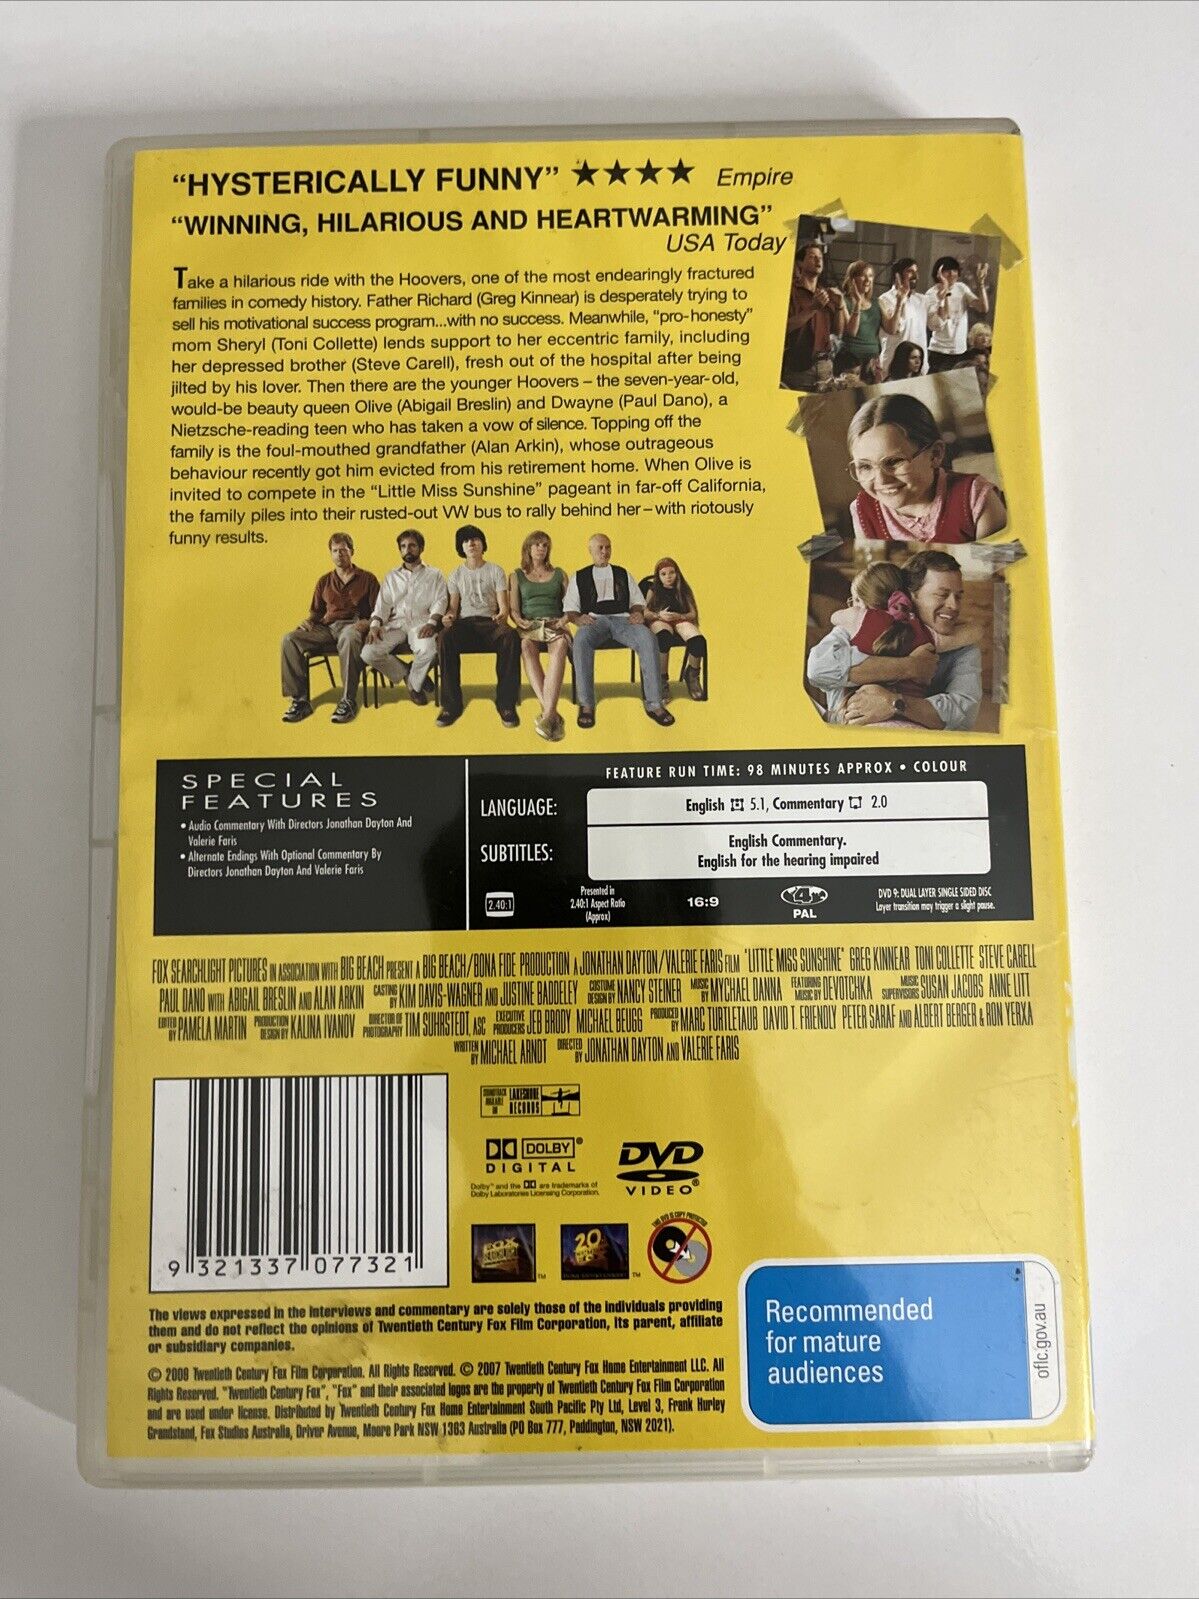 “HYSTERICALLY FUNNY” ★★★★ Empire
“WINNING, HILARIOUS AND HEARTWARMING”
USA Today
Take a hilarious ride with the Hoovers, one of the most endearingly fractured
families in comedy history. Father Richard (Greg Kinnear) is desperately trying to
sell his motivational success program...with no success. Meanwhile, “pro-honesty”
mom Sheryl (Toni Collette) lends support to her eccentric family, including
her depressed brother (Steve Carell), fresh out of the hospital after being
jilted by his lover. Then there are the younger Hoovers – the seven-year-old,
would-be beauty queen Olive (Abigail Breslin) and Dwayne (Paul Dano), a
Nietzsche-reading teen who has taken a vow of silence. Topping off the
family is the foul-mouthed grandfather (Alan Arkin), whose outrageous
behaviour recently got him evicted from his retirement home. When Olive is
invited to compete in the “Little Miss Sunshine” pageant in far-off California,
the family piles into their rusted-out VW bus to rally behind her – with riotously
funny results.
SPECIAL
FEATURES
• Audio Commentary With Directors Jonathan Dayton And
Valerie Faris
• Alternate Endings With Optional Commentary By
Directors Jonathan Dayton And Valerie Faris
FEATURE RUN TIME: 98 MINUTES APPROX • COLOUR
LANGUAGE:
English 5.1, Commentary 2.0
SUBTITLES:
English Commentary.
English for the hearing impaired
2.40:1
Presented in
2.40:1 Aspect Ratio
(Approx)
16:9
4
PAL
DVD 9: DUAL LAYER SINGLE SIDED DISC
Layer transition may trigger a slight pause.
FOX SEARCHLIGHT PICTURES IN ASSOCIATION WITH BIG BEACH PRESENT A BIG BEACH/BONA FIDE PRODUCTION A JONATHAN DAYTON/VALERIE FARIS FILM "LITTLE MISS SUNSHINE" GREG KINNEAR TONI COLLETTE STEVE CARELL
PAUL DANO WITH ABIGAIL BRESLIN AND ALAN ARKIN CASTING BY KIM DAVIS-WAGNER AND JUSTINE BADDELEY COSTUME DESIGN BY NANCY STEINER MUSIC BY MYCHAEL DANNA FEATURING MUSIC BY DEVOTCHKA MUSIC SUPERVISORS SUSAN JACOBS ANNE LITT
EDITED BY PAMELA MARTIN PRODUCTION DESIGN BY KALINA IVANOV DIRECTOR OF PHOTOGRAPHY TIM SUHRSTEDT, ASC EXECUTIVE PRODUCERS JEB BRODY MICHAEL BEUGG PRODUCED BY MARC TURTLETAUB DAVID T. FRIENDLY PETER SARAF AND ALBERT BERGER & RON YERXA
WRITTEN BY MICHAEL ARNDT DIRECTED BY JONATHAN DAYTON AND VALERIE FARIS
SOUNDTRACK AVAILABLE ON LAKESHORE RECORDS
DOLBY®
DIGITAL
Dolby™ and the DD are trademarks of
Dolby Laboratories Licensing Corporation.
DVD
VIDEO®
FOX
SEARCHLIGHT
™
20
™
THIS DVD IS COPY PROTECTED
9 321337 077321
The views expressed in the interviews and commentary are solely those of the individuals providing
them and do not reflect the opinions of Twentieth Century Fox Film Corporation, its parent, affiliate
or subsidiary companies.
© 2006 Twentieth Century Fox Film Corporation. All Rights Reserved. © 2007 Twentieth Century Fox Home Entertainment LLC. All
Rights Reserved. "Twentieth Century Fox", "Fox" and their associated logos are the property of Twentieth Century Fox Film Corporation
and are used under license. Distributed by Twentieth Century Fox Home Entertainment South Pacific Pty Ltd, Level 3, Frank Hurley
Grandstand, Fox Studios Australia, Driver Avenue, Moore Park NSW 1363 Australia (PO Box 777, Paddington, NSW 2021).
Recommended
for mature
audiences
oflc.gov.au